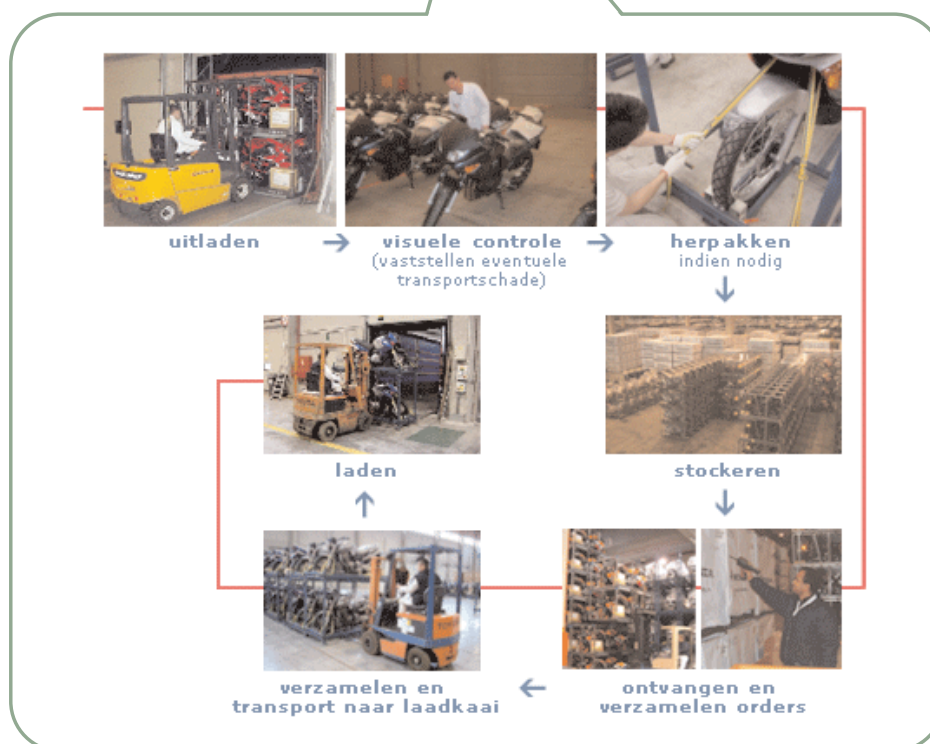 uitladen
visuele controle
(vaststellen eventuele
transportschade)
herpakken
indien nodig
stockeren
ontvangen en
verzamelen orders
verzamelen en
transport naar laadkaai
laden